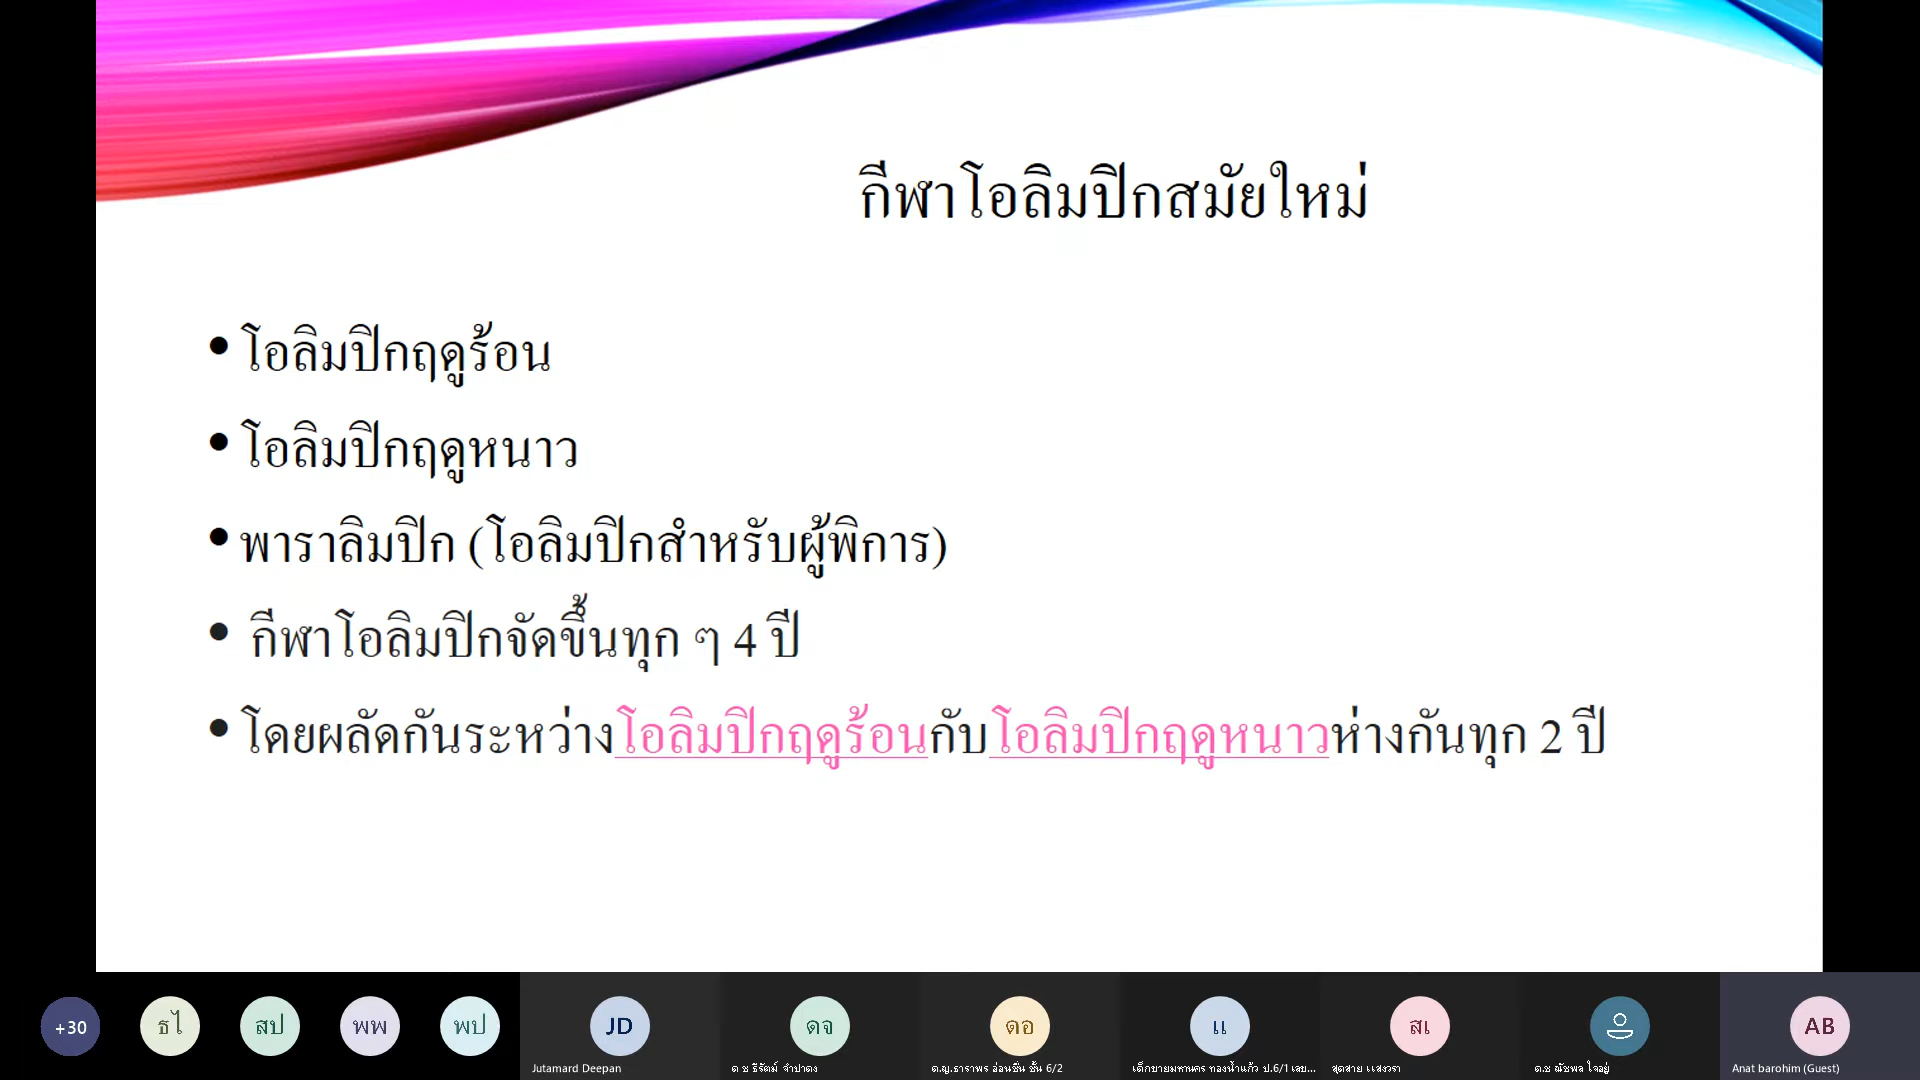 กีฬาโอลิมปิกสมัยใหม่
• โอลิมปิกฤดูร้อน
• โอลิมปิกฤดูหนาว
• พาราลิมปิก (โอลิมปิกสำหรับผู้พิการ)
• กีฬาโอลิมปิกจัดขึ้นทุก ๆ 4 ปี
• โดยผลัดกันระหว่างโอลิมปิกฤดูร้อนกับโอลิมปิกฤดูหนาวห่างกันทุก 2 ปี
+30 ธไ สป พพ พป JD ดจ ดอ แ สเ AB
Jutamard Deepan ด ช ธีรัตม์ จำปาดง ด.ญ.ธาราพร อ่อนชื่น ชั้น 6/2 เด็กชายมหานคร ทองน้ำแก้ว ป.6/1 เลข... สุดสาย แสงวรา ด.ช ณัชพล ใจอยู่ Anat barohim (Guest)